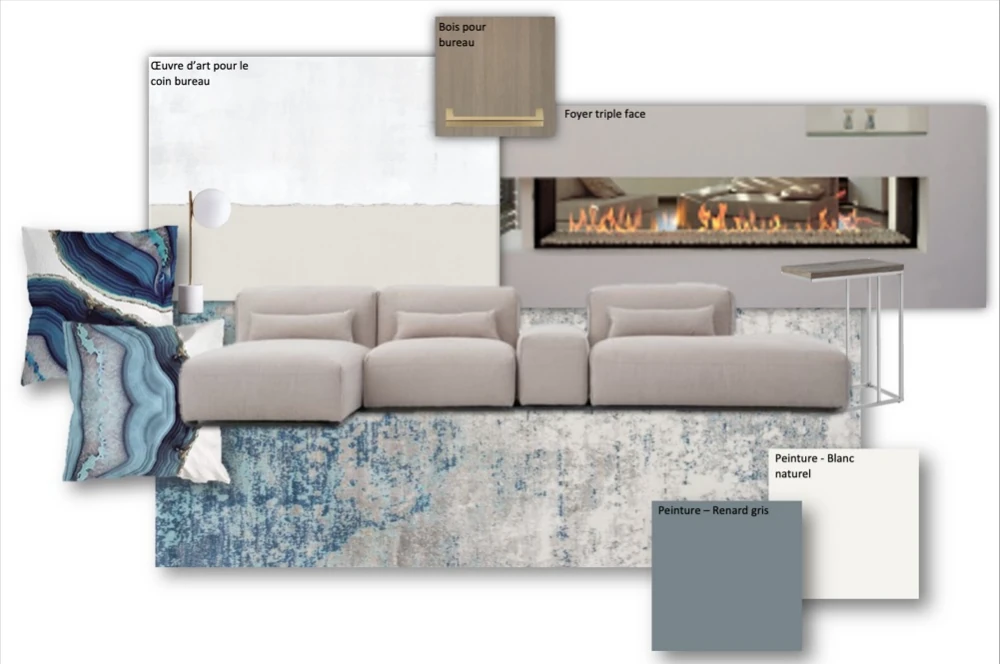 Bois pour
bureau
Œuvre d’art pour le
coin bureau
Foyer triple face
Peinture - Blanc
naturel
Peinture – Renard gris